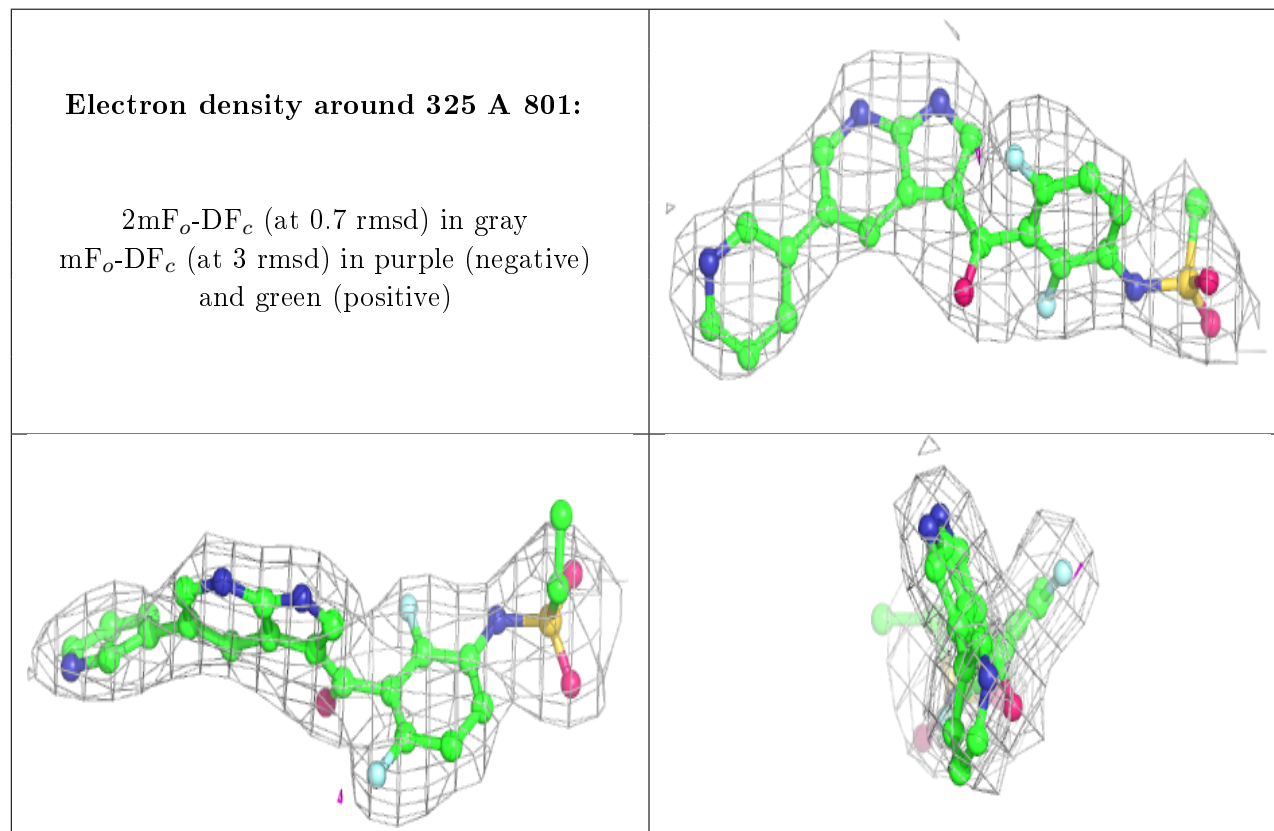 Electron density around 325 A 801:
2mFₒ-DF𝒸 (at 0.7 rmsd) in gray
mFₒ-DF𝒸 (at 3 rmsd) in purple (negative)
and green (positive)